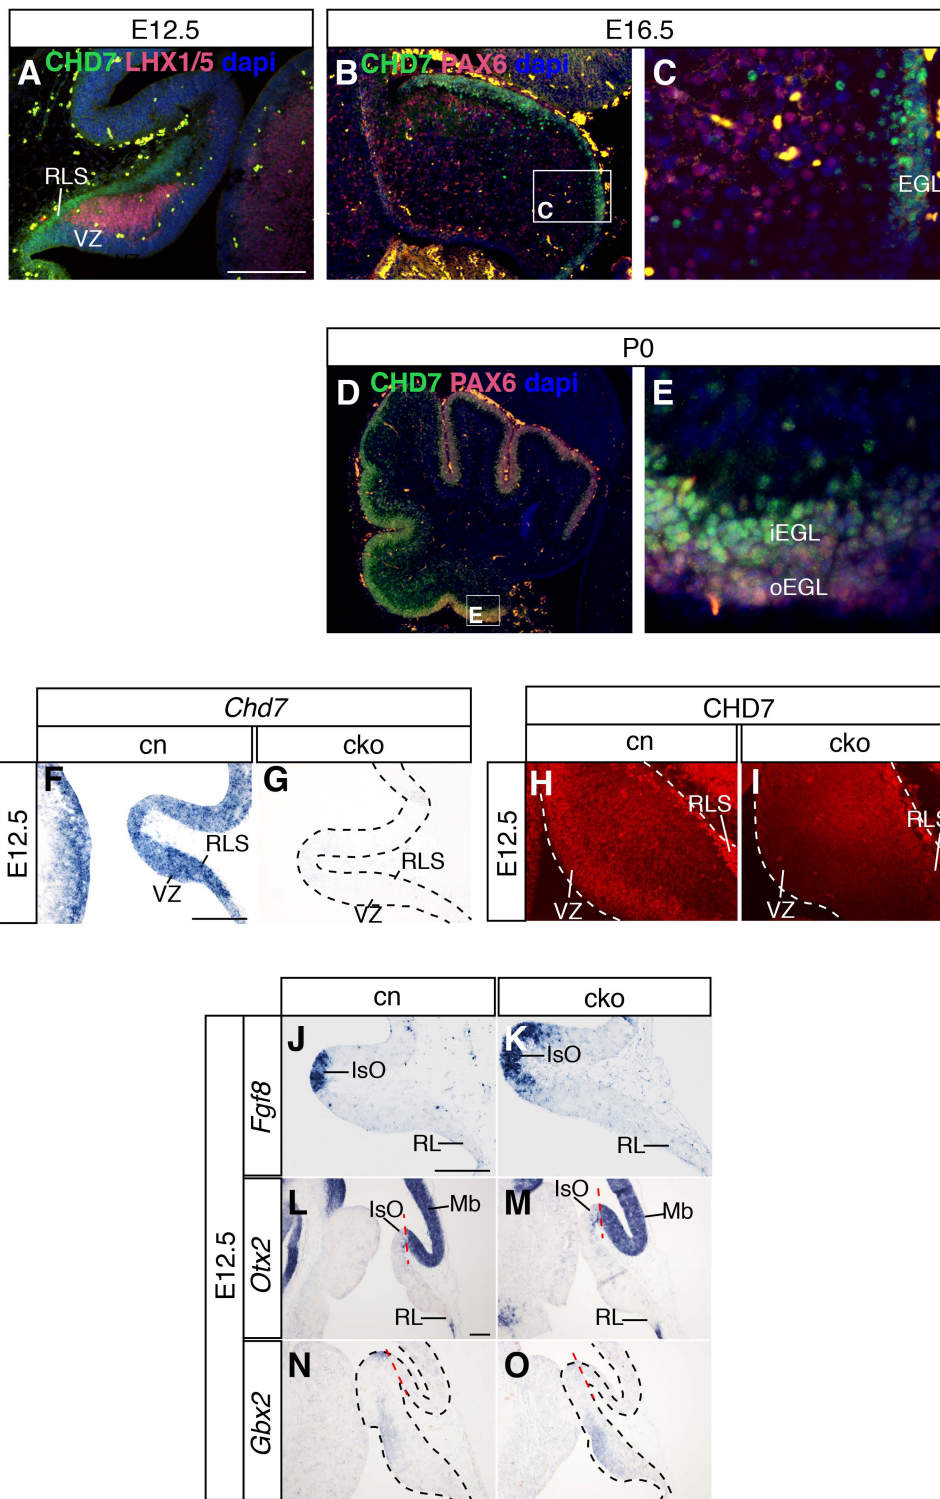 E12.5
E16.5
A CHD7 LHX1/5 dapi
RLS
VZ
B CHD7 PAX6 dapi
C
C
EGL
P0
D CHD7 PAX6 dapi
E
E
iEGL
oEGL
Chd7
cn
cko
E12.5
F
RLS
VZ
G
RLS
VZ
CHD7
cn
cko
E12.5
H
RLS
VZ
I
RLS
VZ
cn
cko
E12.5
Fgf8
J
IsO
RL
K
IsO
RL
Otx2
L
IsO
Mb
RL
M
IsO
Mb
RL
Gbx2
N
O